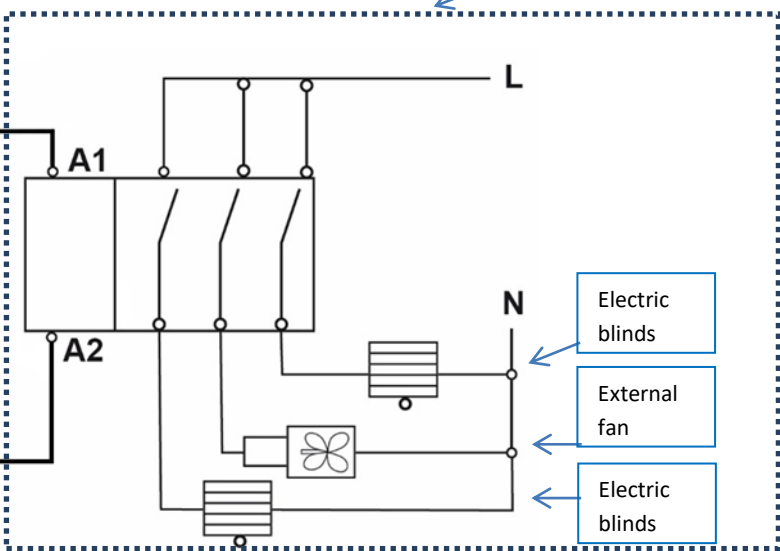 L
A1
N
Electric
blinds
A2
External
fan
Electric
blinds